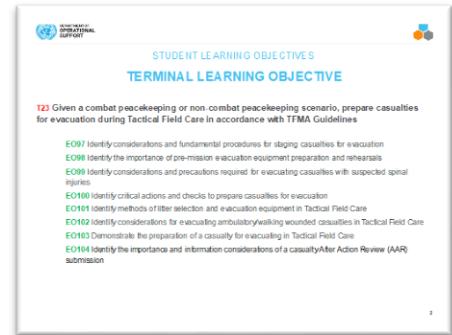 DEPARTMENT OF
OPERATIONAL
SUPPORT
STUDENT LEARNING OBJECTIVES
TERMINAL LEARNING OBJECTIVE
T23 Given a combat peacekeeping or non-combat peacekeeping scenario, prepare casualties
for evacuation during Tactical Field Care in accordance with TFMA Guidelines
EO97 Identify considerations and fundamental procedures for staging casualties for evacuation
EO98 Identify the importance of pre-mission evacuation equipment preparation and rehearsals
EO99 Identify considerations and precautions required for evacuating casualties with suspected spinal
injuries
EO100 Identify critical actions and checks to prepare casualties for evacuation
EO101 Identify methods of litter selection and evacuation equipment in Tactical Field Care
EO102 Identify considerations for evacuating ambulatory/walking wounded casualties in Tactical Field Care
EO103 Demonstrate the preparation of a casualty for evacuating in Tactical Field Care
EO104 Identify the importance and information considerations of a casualty After Action Review (AAR)
submission